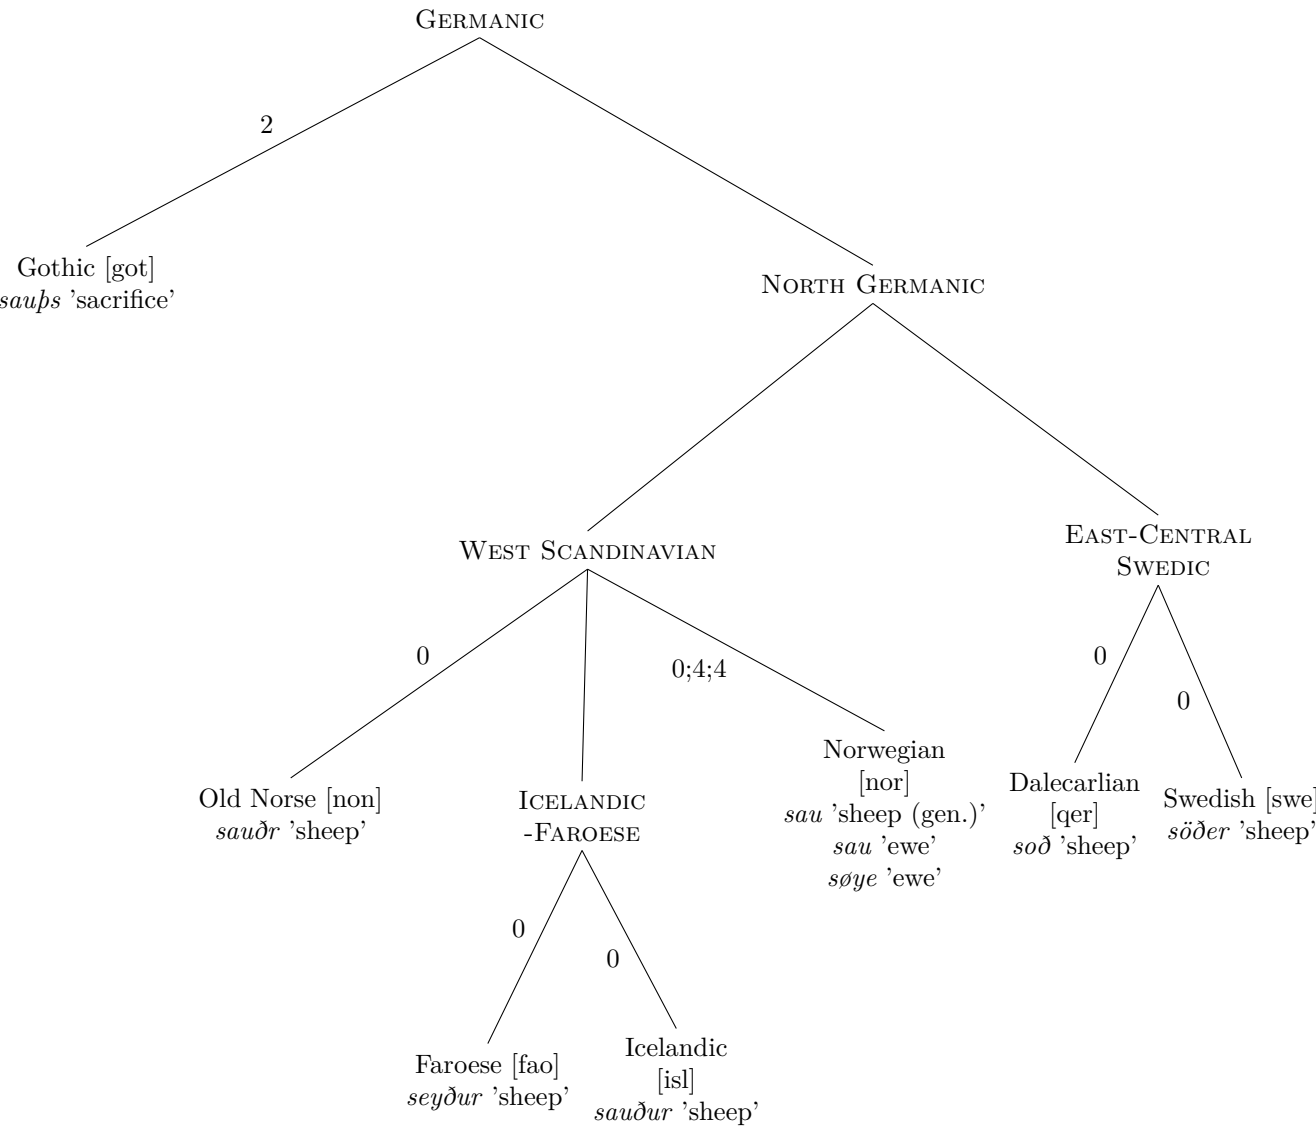 GERMANIC
2
Gothic [got]
sauþs 'sacrifice'
NORTH GERMANIC
WEST SCANDINAVIAN
EAST-CENTRAL
SWEDIC
0
0;4;4
0
0
Old Norse [non]
sauðr 'sheep'
ICELANDIC
-FAROESE
Norwegian
[nor]
sau 'sheep (gen.)'
sau 'ewe'
søye 'ewe'
Dalecarlian
[qer]
soð 'sheep'
Swedish [swe]
söðer 'sheep'
0
0
Faroese [fao]
seyður 'sheep'
Icelandic
[isl]
sauður 'sheep'